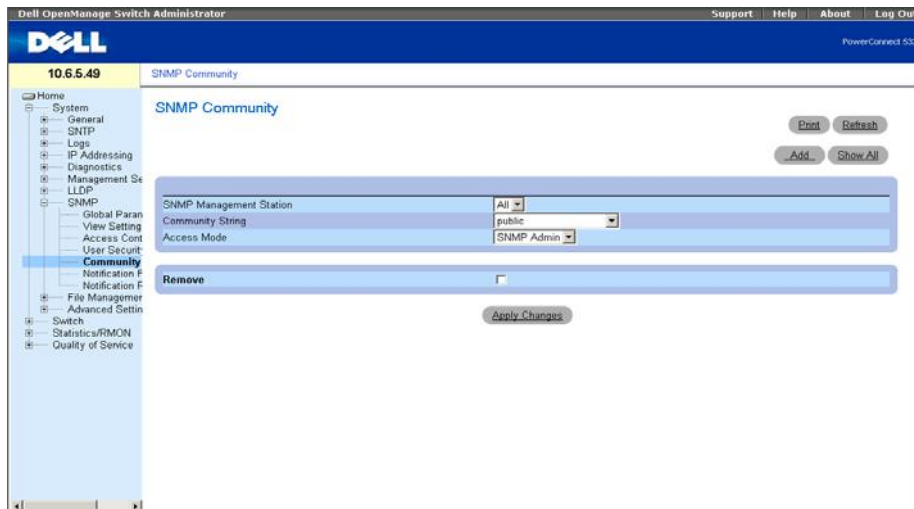 Dell OpenManage Switch Administrator
Support Help About Log Ou
DELL
PowerConnect 53
10.6.5.49
SNMP Community
Home
System
General
SNTP
Logs
IP Addressing
Diagnostics
Management Se
LLDP
SNMP
Global Paran
View Setting
Access Cont
User Securit
Community
Notification F
Notification F
File Managemer
Advanced Settin
Switch
Statistics/RMON
Quality of Service
SNMP Community
Print Refresh
Add Show All
SNMP Management Station All
Community String public
Access Mode SNMP Admin
Remove
Apply Changes